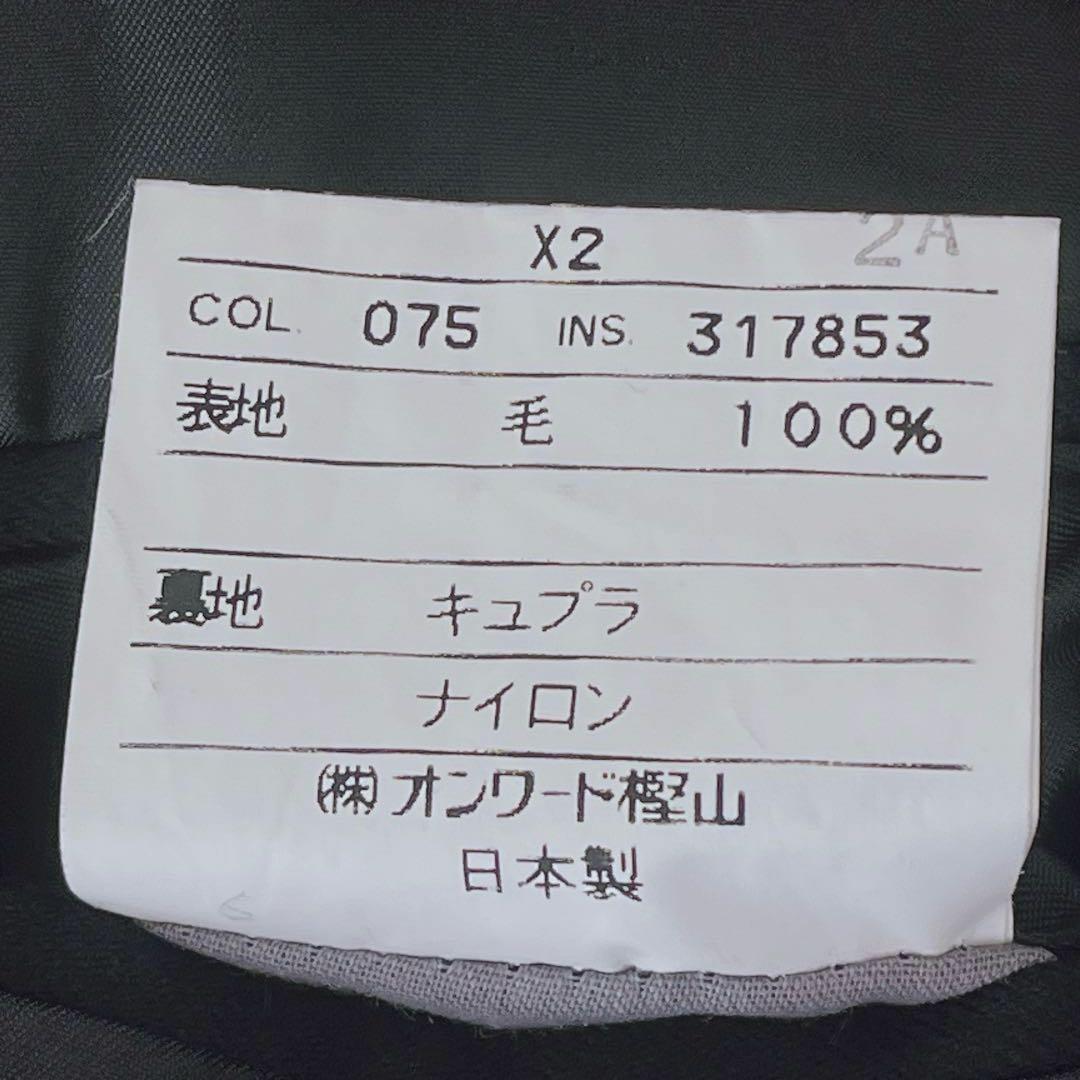 X2 2A
COL. 075 INS. 317853
表地 毛 100%
裏地 キュプラ
ナイロン
㈱オンワード樫山
日本製